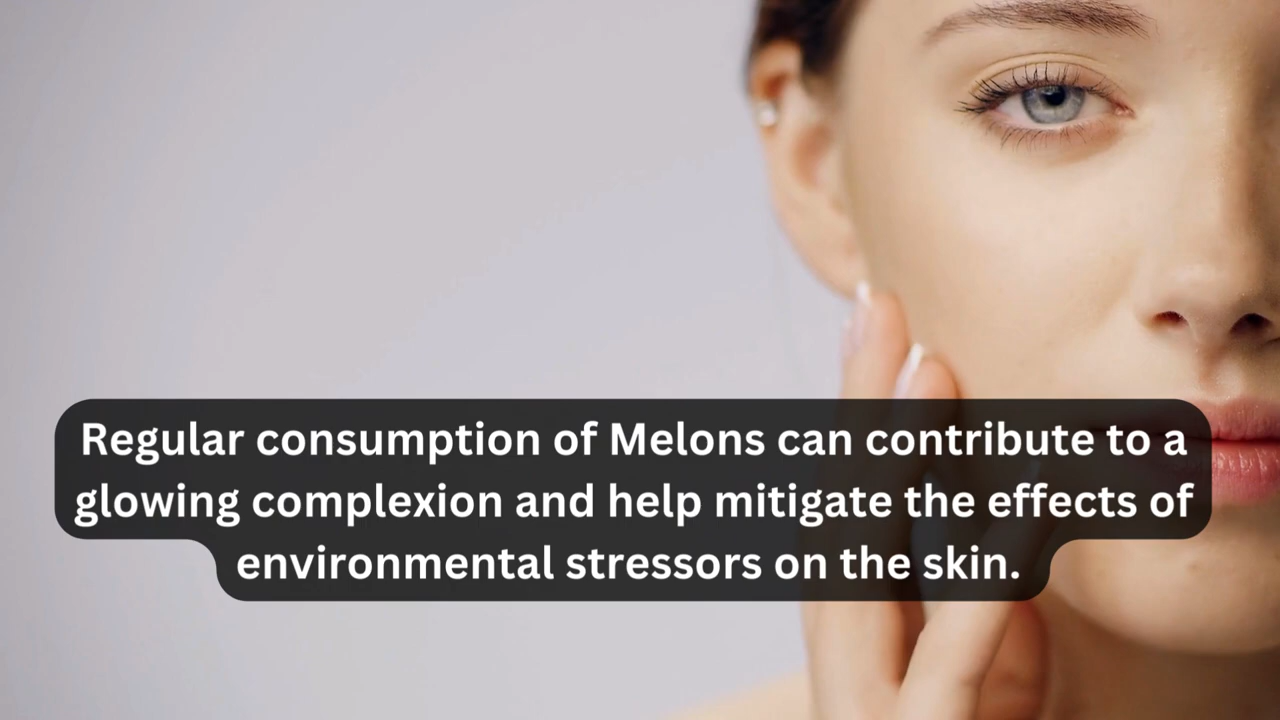 Regular consumption of Melons can contribute to a
glowing complexion and help mitigate the effects of
environmental stressors on the skin.